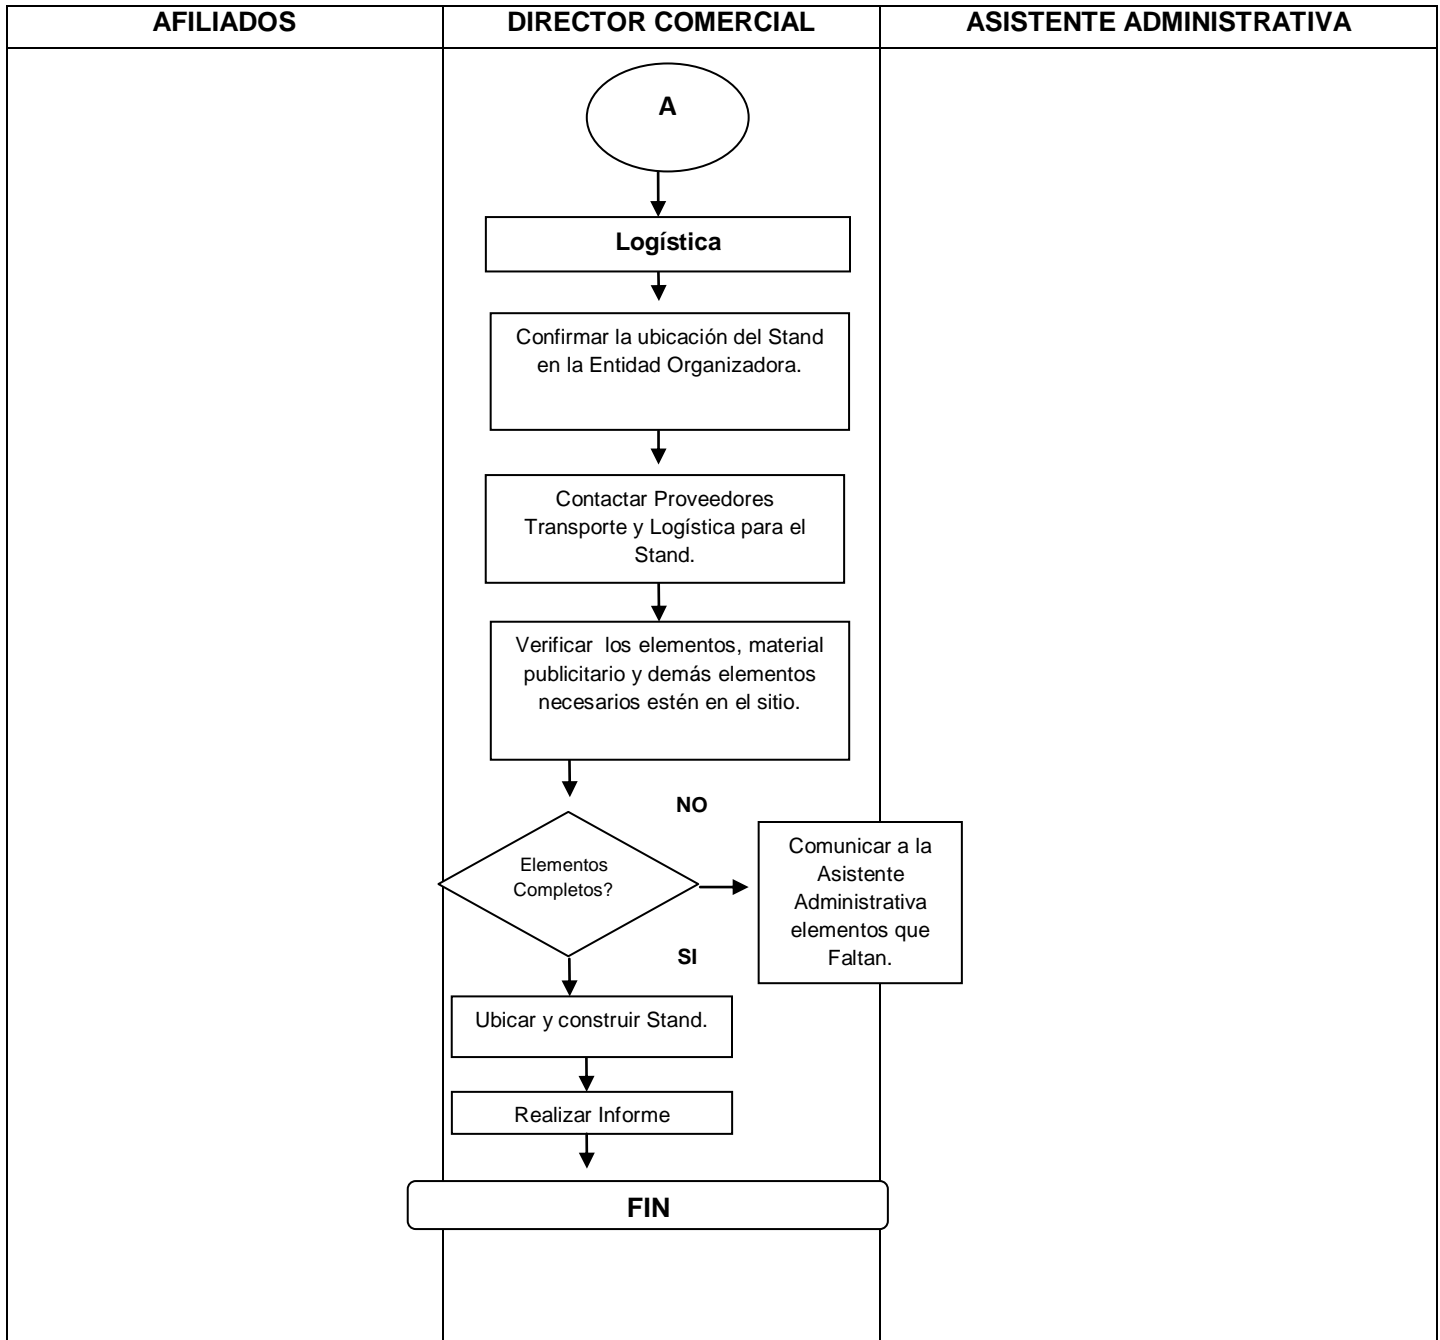 AFILIADOS
DIRECTOR COMERCIAL
ASISTENTE ADMINISTRATIVA
A
Logística
Confirmar la ubicación del Stand
en la Entidad Organizadora.
Contactar Proveedores
Transporte y Logística para el
Stand.
Verificar  los elementos, material
publicitario y demás elementos
necesarios estén en el sitio.
NO
Elementos
Completos?
Comunicar a la
Asistente
Administrativa
elementos que
Faltan.
SI
Ubicar y construir Stand.
Realizar Informe
FIN